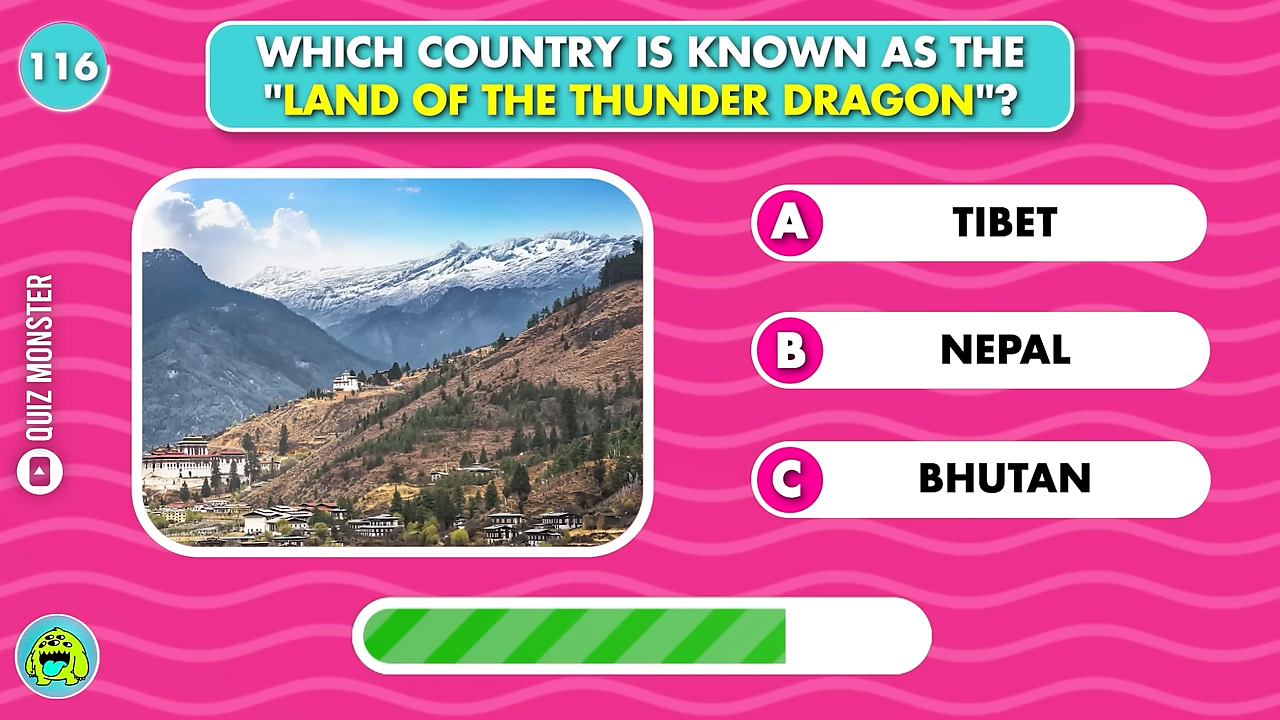 116
WHICH COUNTRY IS KNOWN AS THE
"LAND OF THE THUNDER DRAGON"?
A TIBET
B NEPAL
C BHUTAN
QUIZ MONSTER